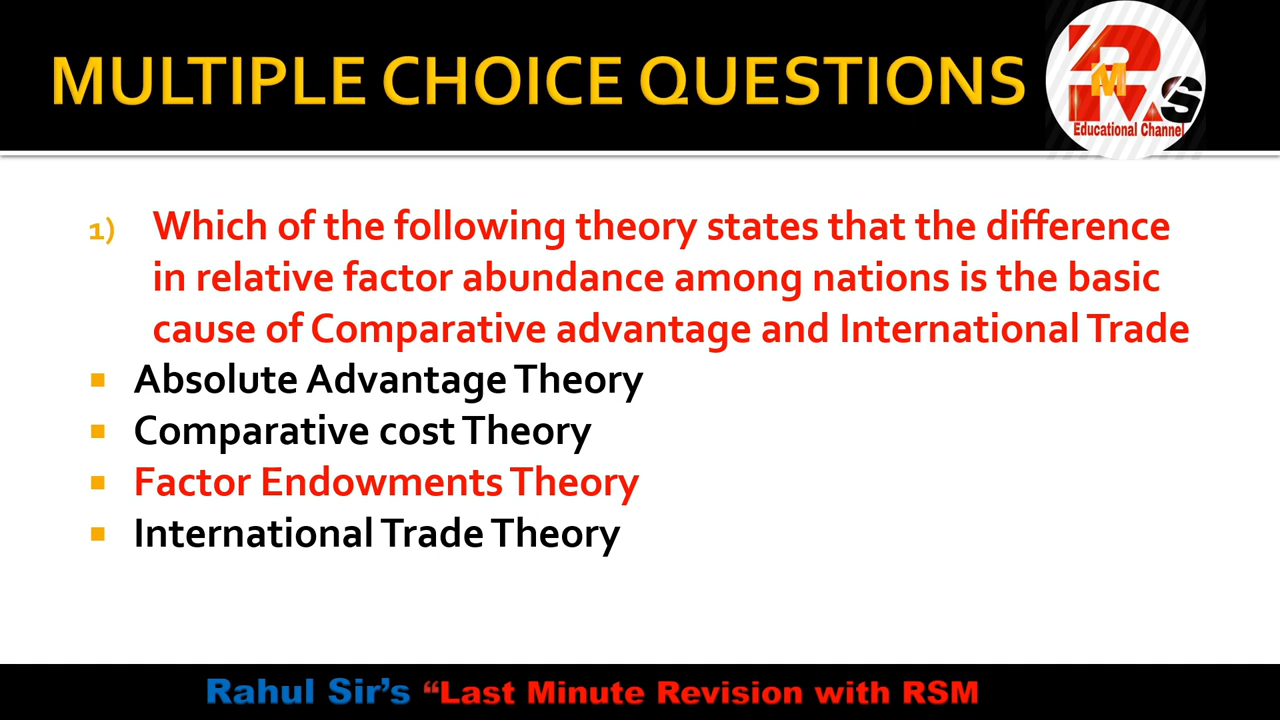 MULTIPLE CHOICE QUESTIONS
RMS
Educational Channel
1) Which of the following theory states that the difference
in relative factor abundance among nations is the basic
cause of Comparative advantage and International Trade
Absolute Advantage Theory
Comparative cost Theory
Factor Endowments Theory
International Trade Theory
Rahul Sir’s “Last Minute Revision with RSM